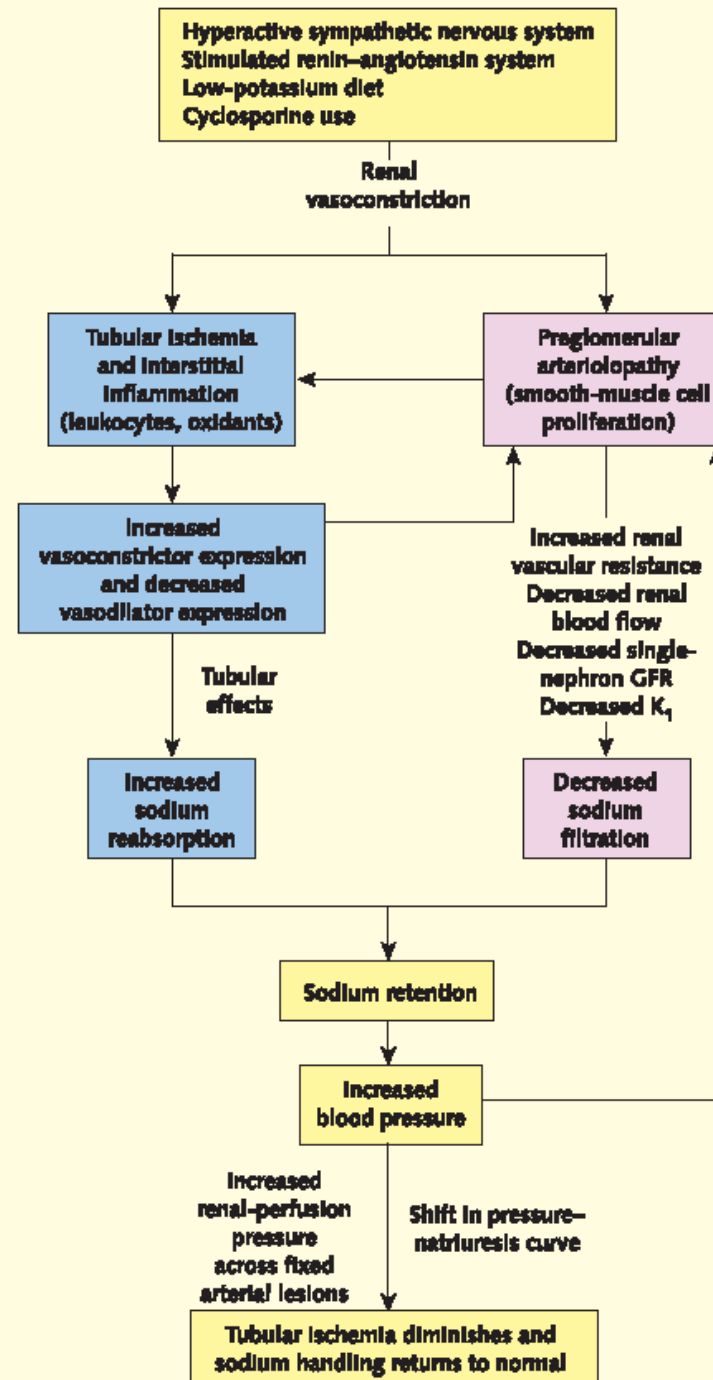 Hyperactive sympathetic nervous system
Stimulated renin–angiotensin system
Low-potassium diet
Cyclosporine use
Renal
vasoconstriction
Tubular ischemia
and interstitial
inflammation
(leukocytes, oxidants)
Preglomerular
arteriolopathy
(smooth-muscle cell
proliferation)
Increased
vasoconstrictor expression
and decreased
vasodilator expression
Increased renal
vascular resistance
Decreased renal
blood flow
Decreased single-
nephron GFR
Decreased K1
Tubular
effects
Increased
sodium
reabsorption
Decreased
sodium
filtration
Sodium retention
Increased
blood pressure
Increased
renal-perfusion
pressure
across fixed
arterial lesions
Shift in pressure–
natriuresis curve
Tubular ischemia diminishes and
sodium handling returns to normal